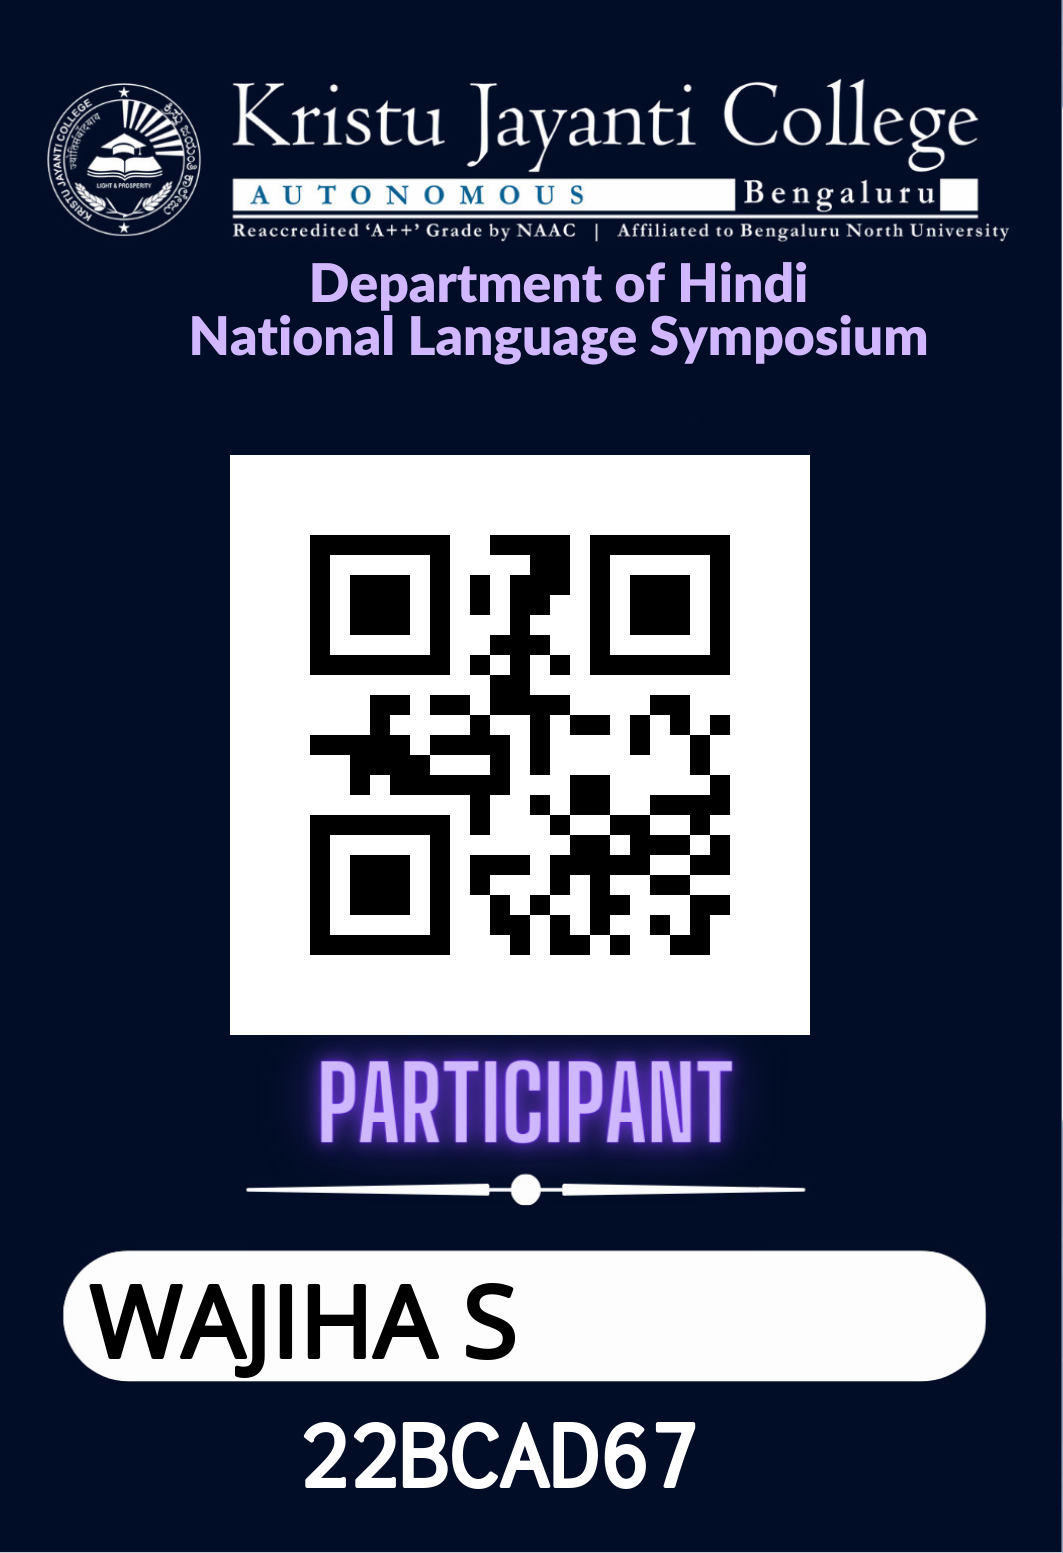 KRISTU JAYANTI COLLEGE
ज्योतिसंर्वोदयाय
LIGHT & PROSPERITY
Kristu Jayanti College
AUTONOMOUS Bengaluru
Reaccredited ‘A++’ Grade by NAAC | Affiliated to Bengaluru North University
Department of Hindi
National Language Symposium
PARTICIPANT
WAJIHA S
22BCAD67